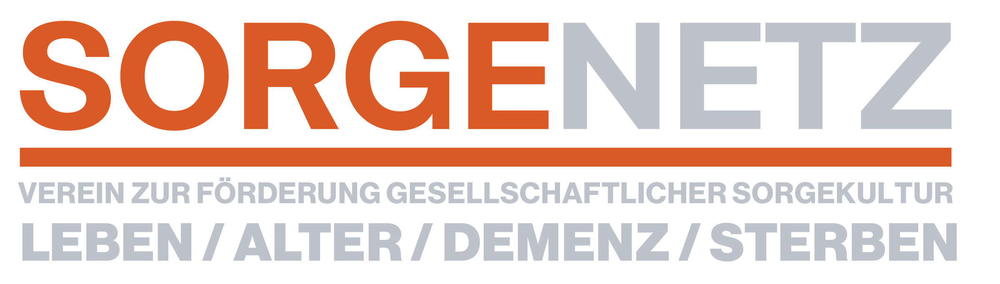 SORGENETZ
VEREIN ZUR FÖRDERUNG GESELLSCHAFTLICHER SORGEKULTUR
LEBEN / ALTER / DEMENZ / STERBEN